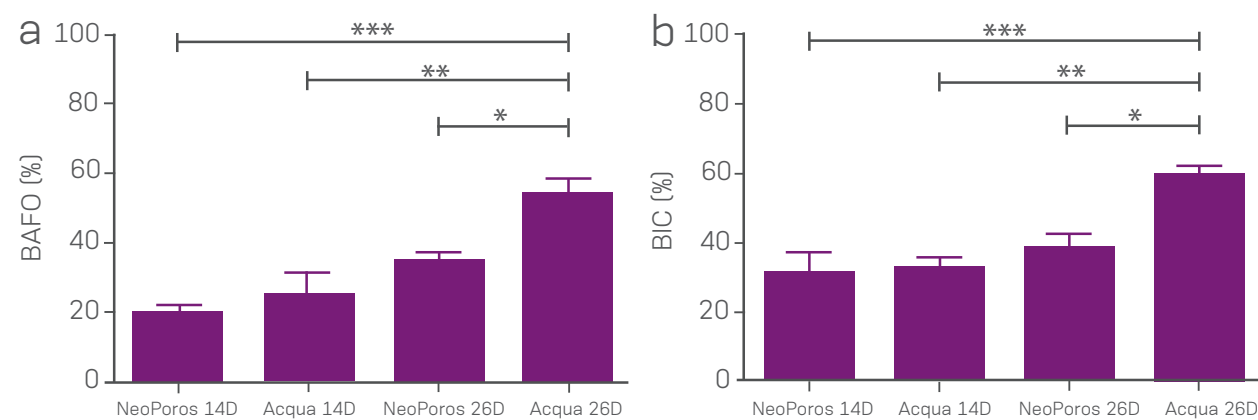 a
BAFO (%)
100
80
60
40
20
0
***
**
*
NeoPoros 14D
Acqua 14D
NeoPoros 26D
Acqua 26D
b
BIC (%)
100
80
60
40
20
0
***
**
*
NeoPoros 14D
Acqua 14D
NeoPoros 26D
Acqua 26D